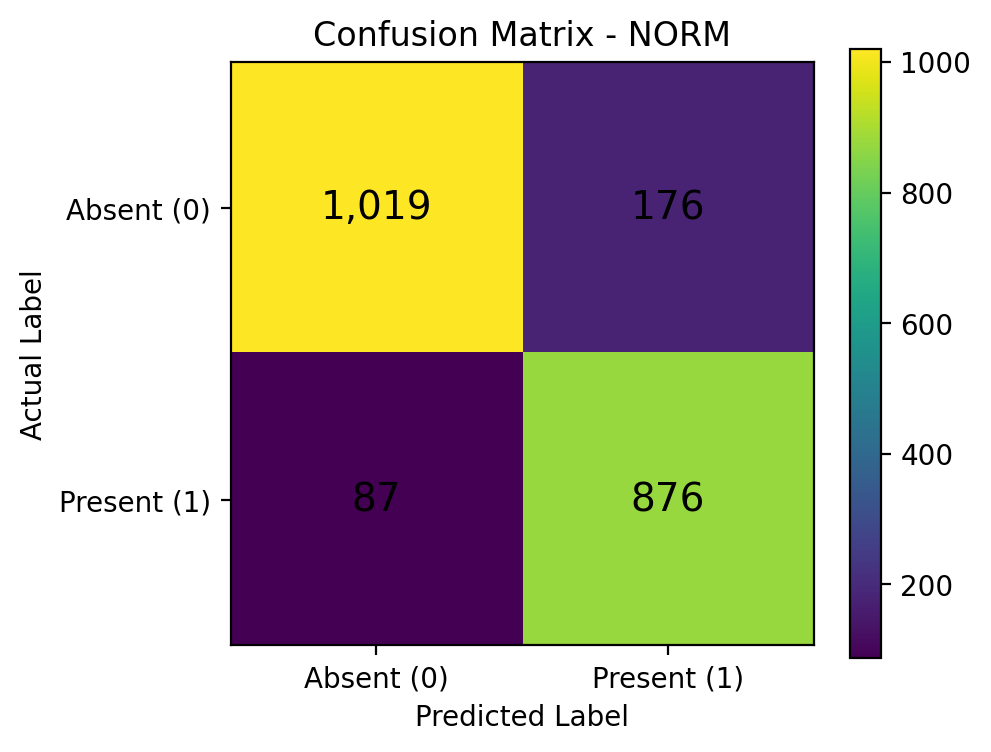 Confusion Matrix - NORM
1000
800
600
400
200
Actual Label
Absent (0)
1,019
176
Present (1)
87
876
Absent (0)
Present (1)
Predicted Label